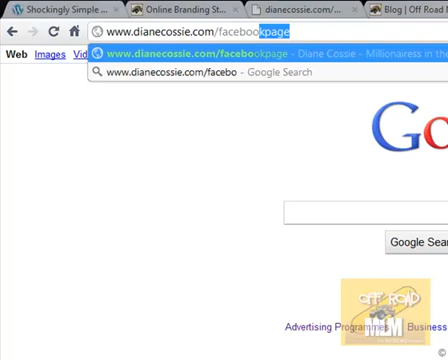 Shockingly Simple ... × Online Branding St... × dianecossie.com/... × Blog | Off Road M
www.dianecossie.com/facebookpage
www.dianecossie.com/facebookpage - Diane Cossie - Millionairess in the
www.dianecossie.com/facebo - Google Search
Web Images Vid
Go
Google Sea
OFF ROAD
MLM
Advertising Programmes Business
©